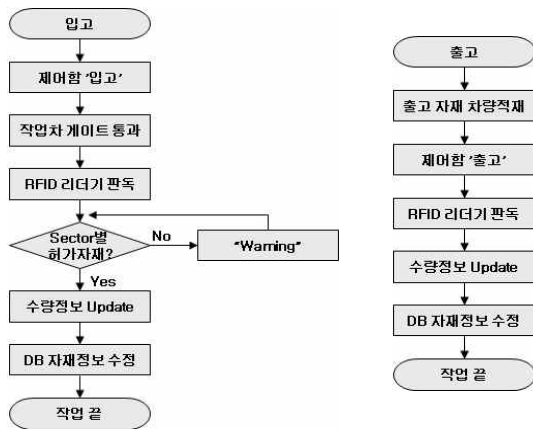 입고
제어함 '입고'
작업차 게이트 통과
RFID 리더기 판독
Sector별
허가자재?
No
"Warning"
Yes
수량정보 Update
DB 자재정보 수정
작업 끝
출고
출고 자재 차량적재
제어함 '출고'
RFID 리더기 판독
수량정보 Update
DB 자재정보 수정
작업 끝